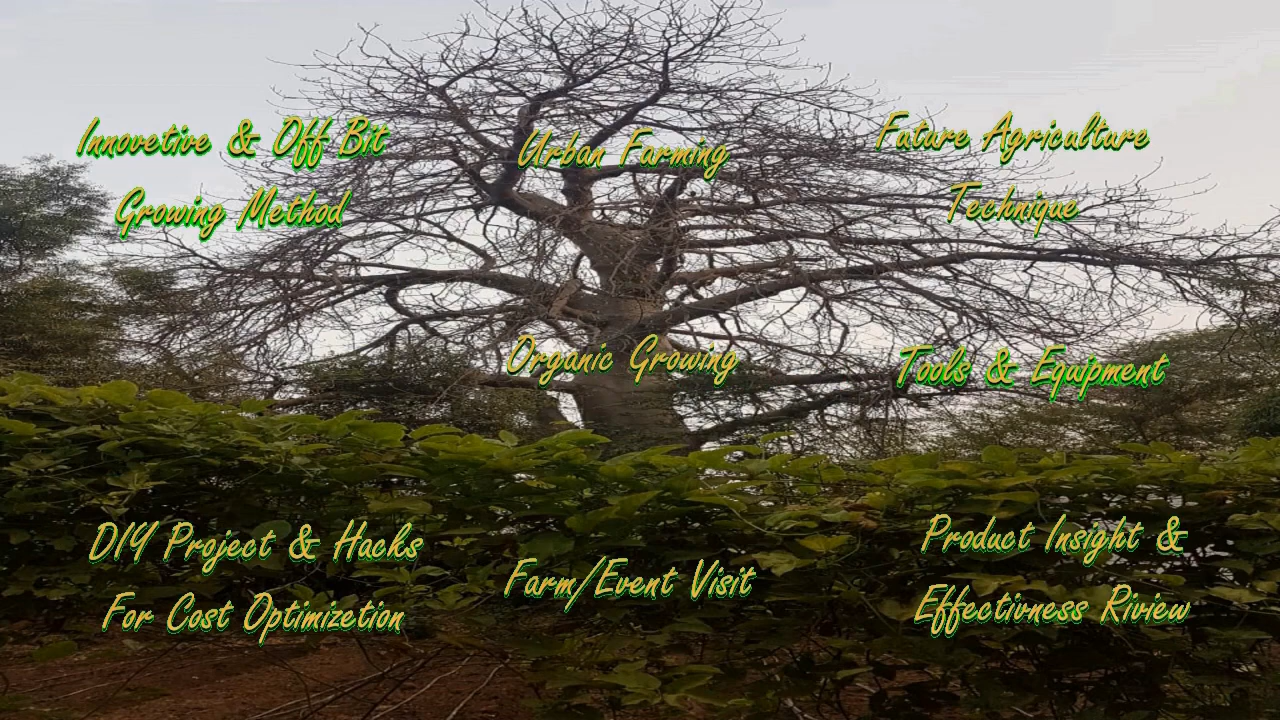 Innovetive & Off Bit
Growing Method
Urban Farming
Future Agriculture
Technique
Organic Growing
Tools & Equipment
DIY Project & Hacks
For Cost Optimizetion
Farm/Event Visit
Product Insight &
Effectivness Riview